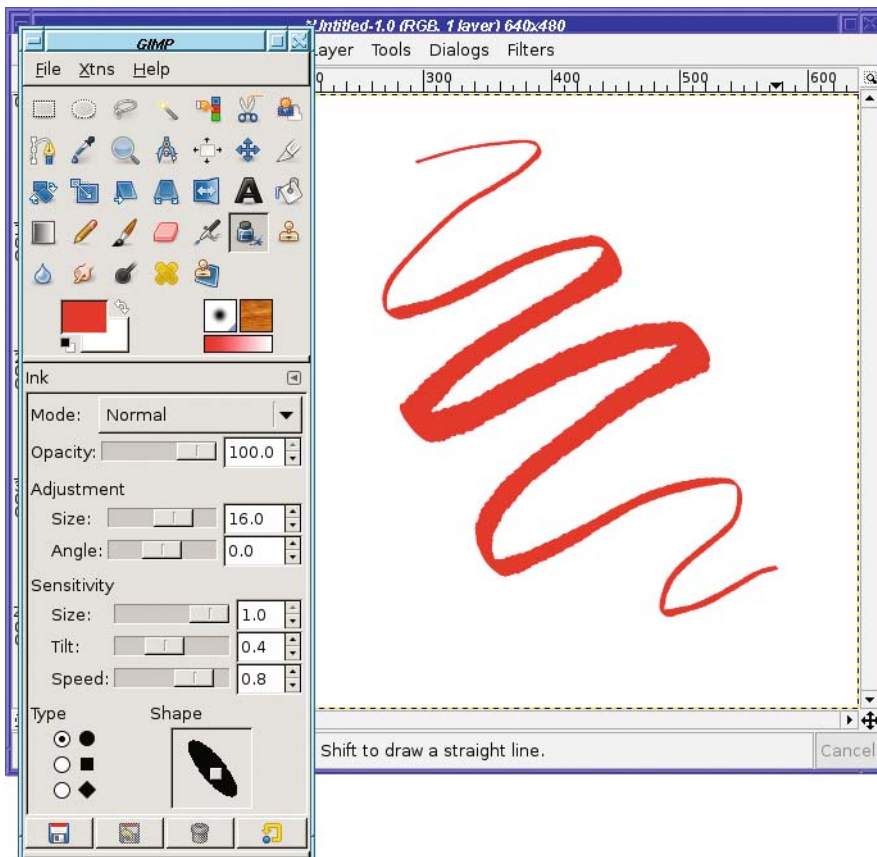 *Untitled-1.0 (RGB, 1 layer) 640x480
GIMP
ayer Tools Dialogs Filters
File Xtns Help
300 400 500 600
Ink
Mode: Normal
Opacity: 100.0
Adjustment
Size: 16.0
Angle: 0.0
Sensitivity
Size: 1.0
Tilt: 0.4
Speed: 0.8
Type Shape
Shift to draw a straight line.
Cancel